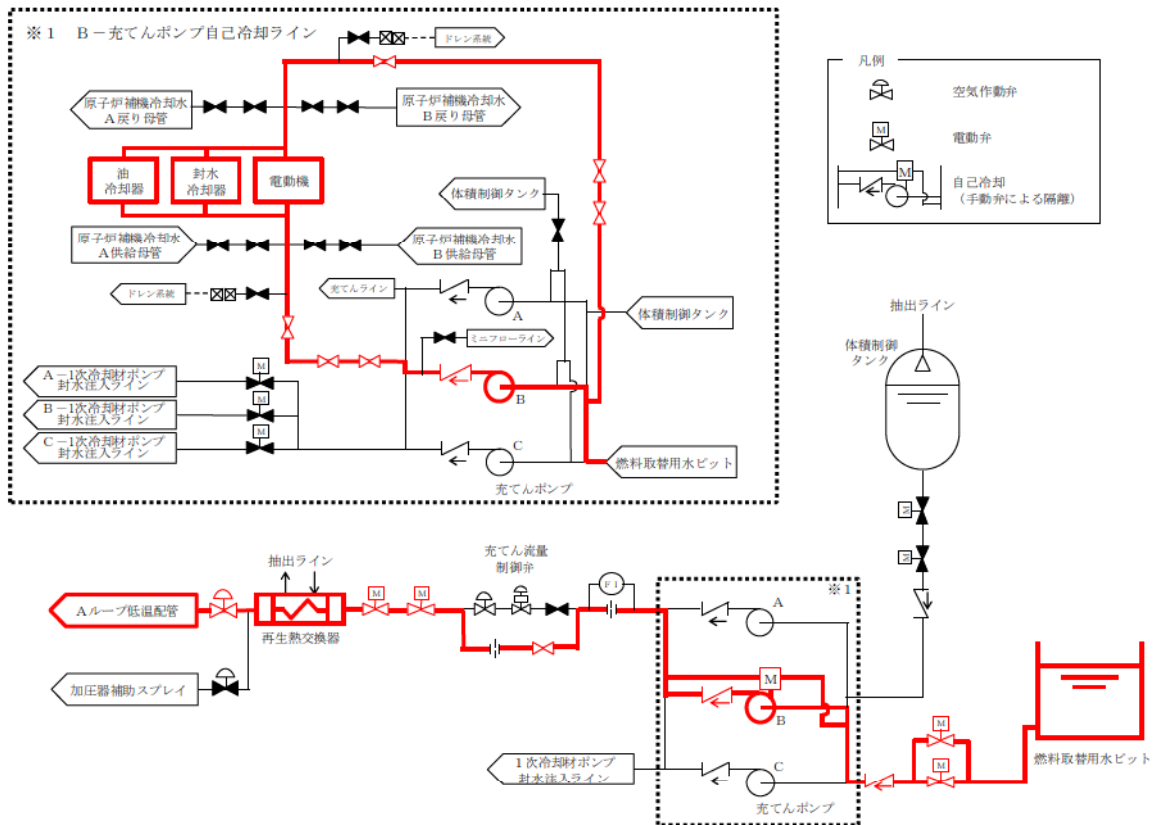 ※1 B－充てんポンプ自己冷却ライン
ドレン系統
原子炉補機冷却水
A戻り母管
原子炉補機冷却水
B戻り母管
油
冷却器
封水
冷却器
電動機
体積制御タンク
原子炉補機冷却水
A供給母管
原子炉補機冷却水
B供給母管
ドレン系統
充てんライン
A
体積制御タンク
ミニフローライン
B
M
A－1次冷却材ポンプ
封水注入ライン
M
B－1次冷却材ポンプ
封水注入ライン
M
C－1次冷却材ポンプ
封水注入ライン
C
充てんポンプ
燃料取替用水ピット
凡例
空気作動弁
M
電動弁
M
自己冷却
（手動弁による隔離）
抽出ライン
体積制御
タンク
M
M
抽出ライン
充てん流量
制御弁
FI
※1
Aループ低温配管
再生熱交換器
M
M
A
加圧器補助スプレイ
M
B
M
M
燃料取替用水ピット
1次冷却材ポンプ
封水注入ライン
C
充てんポンプ